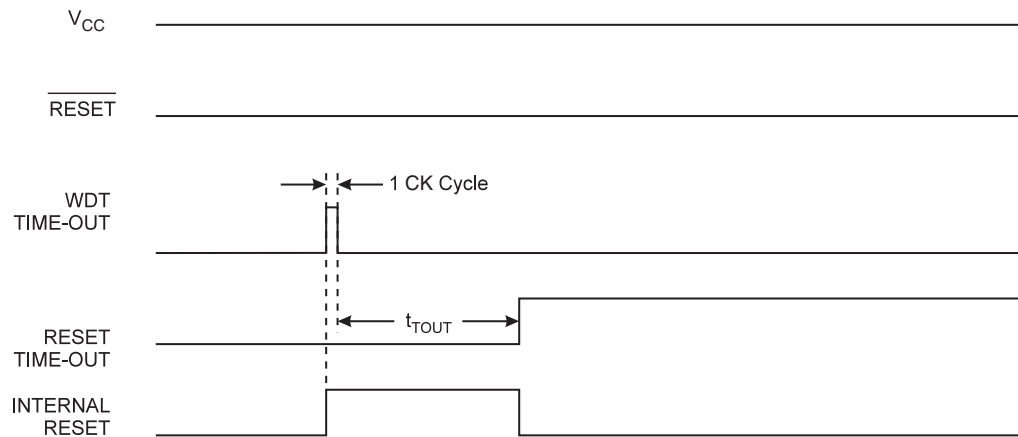 VCC
RESET
1 CK Cycle
WDT
TIME-OUT
tTOUT
RESET
TIME-OUT
INTERNAL
RESET